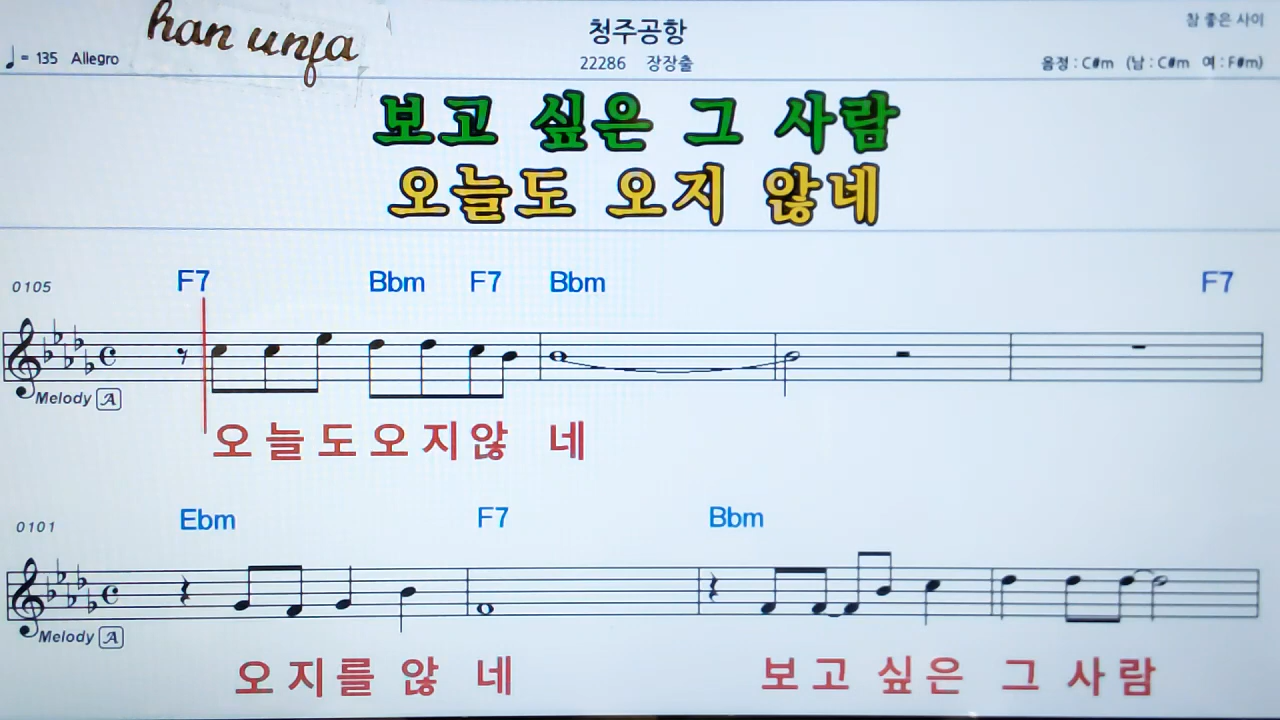 han unja
청주공항
참 좋은 사이
♩= 135 Allegro
22286 장장출
음정 : C#m (남 : C#m 여 : F#m)
보고 싶은 그 사람
오늘도 오지 않네
F7 Bbm F7 Bbm F7
0105
Melody A
오 늘 도 오 지 않 네
Ebm F7 Bbm
0101
Melody A
오 지 를 않 네 보 고 싶 은 그 사 람